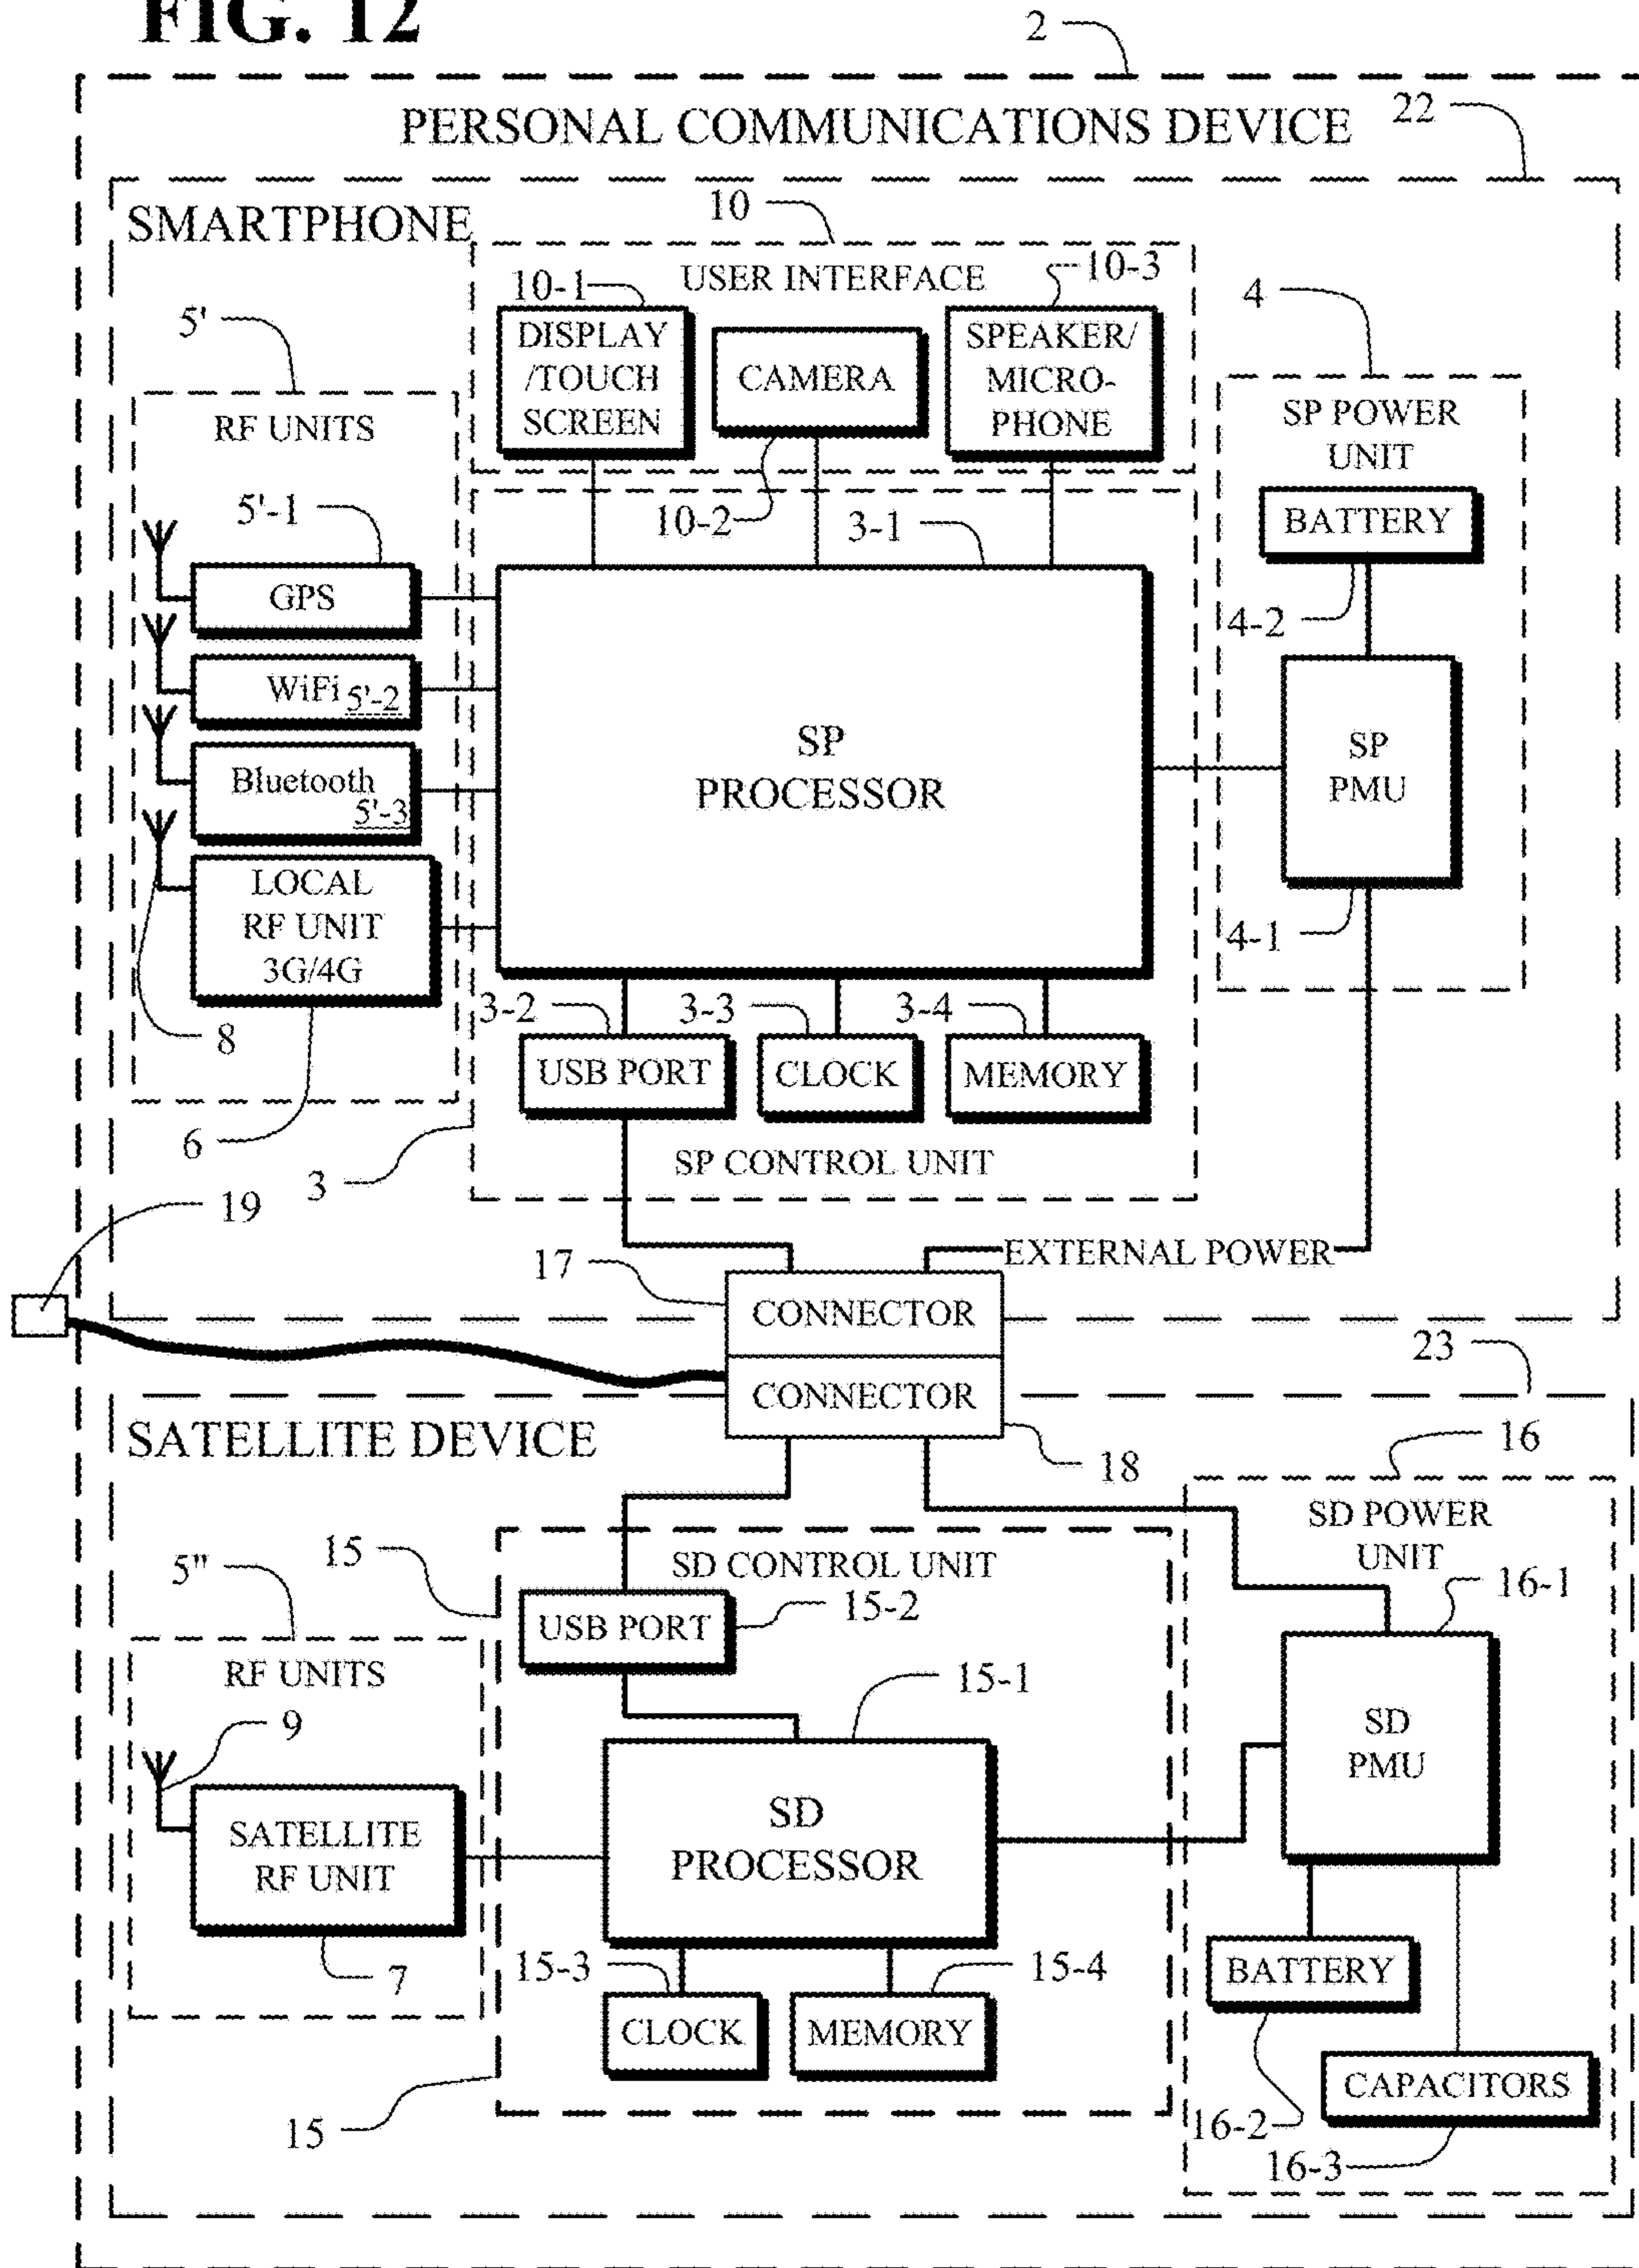 FIG. 12
2
PERSONAL COMMUNICATIONS DEVICE
22
SMARTPHONE
10
USER INTERFACE
10-1
10-3
DISPLAY
/TOUCH
SCREEN
CAMERA
SPEAKER/
MICRO-
PHONE
10-2
4
SP POWER
UNIT
BATTERY
4-2
SP
PMU
4-1
5'
RF UNITS
5'-1
GPS
WiFi 5'-2
Bluetooth
5'-3
LOCAL
RF UNIT
3G/4G
8
6
3-1
SP
PROCESSOR
3-2
3-3
3-4
USB PORT
CLOCK
MEMORY
SP CONTROL UNIT
3
19
17
EXTERNAL POWER
CONNECTOR
CONNECTOR
18
23
SATELLITE DEVICE
16
SD POWER
UNIT
16-1
SD
PMU
BATTERY
16-2
CAPACITORS
16-3
15
SD CONTROL UNIT
USB PORT
15-2
15-1
5"
RF UNITS
9
SATELLITE
RF UNIT
7
SD
PROCESSOR
15-3
15-4
CLOCK
MEMORY
15